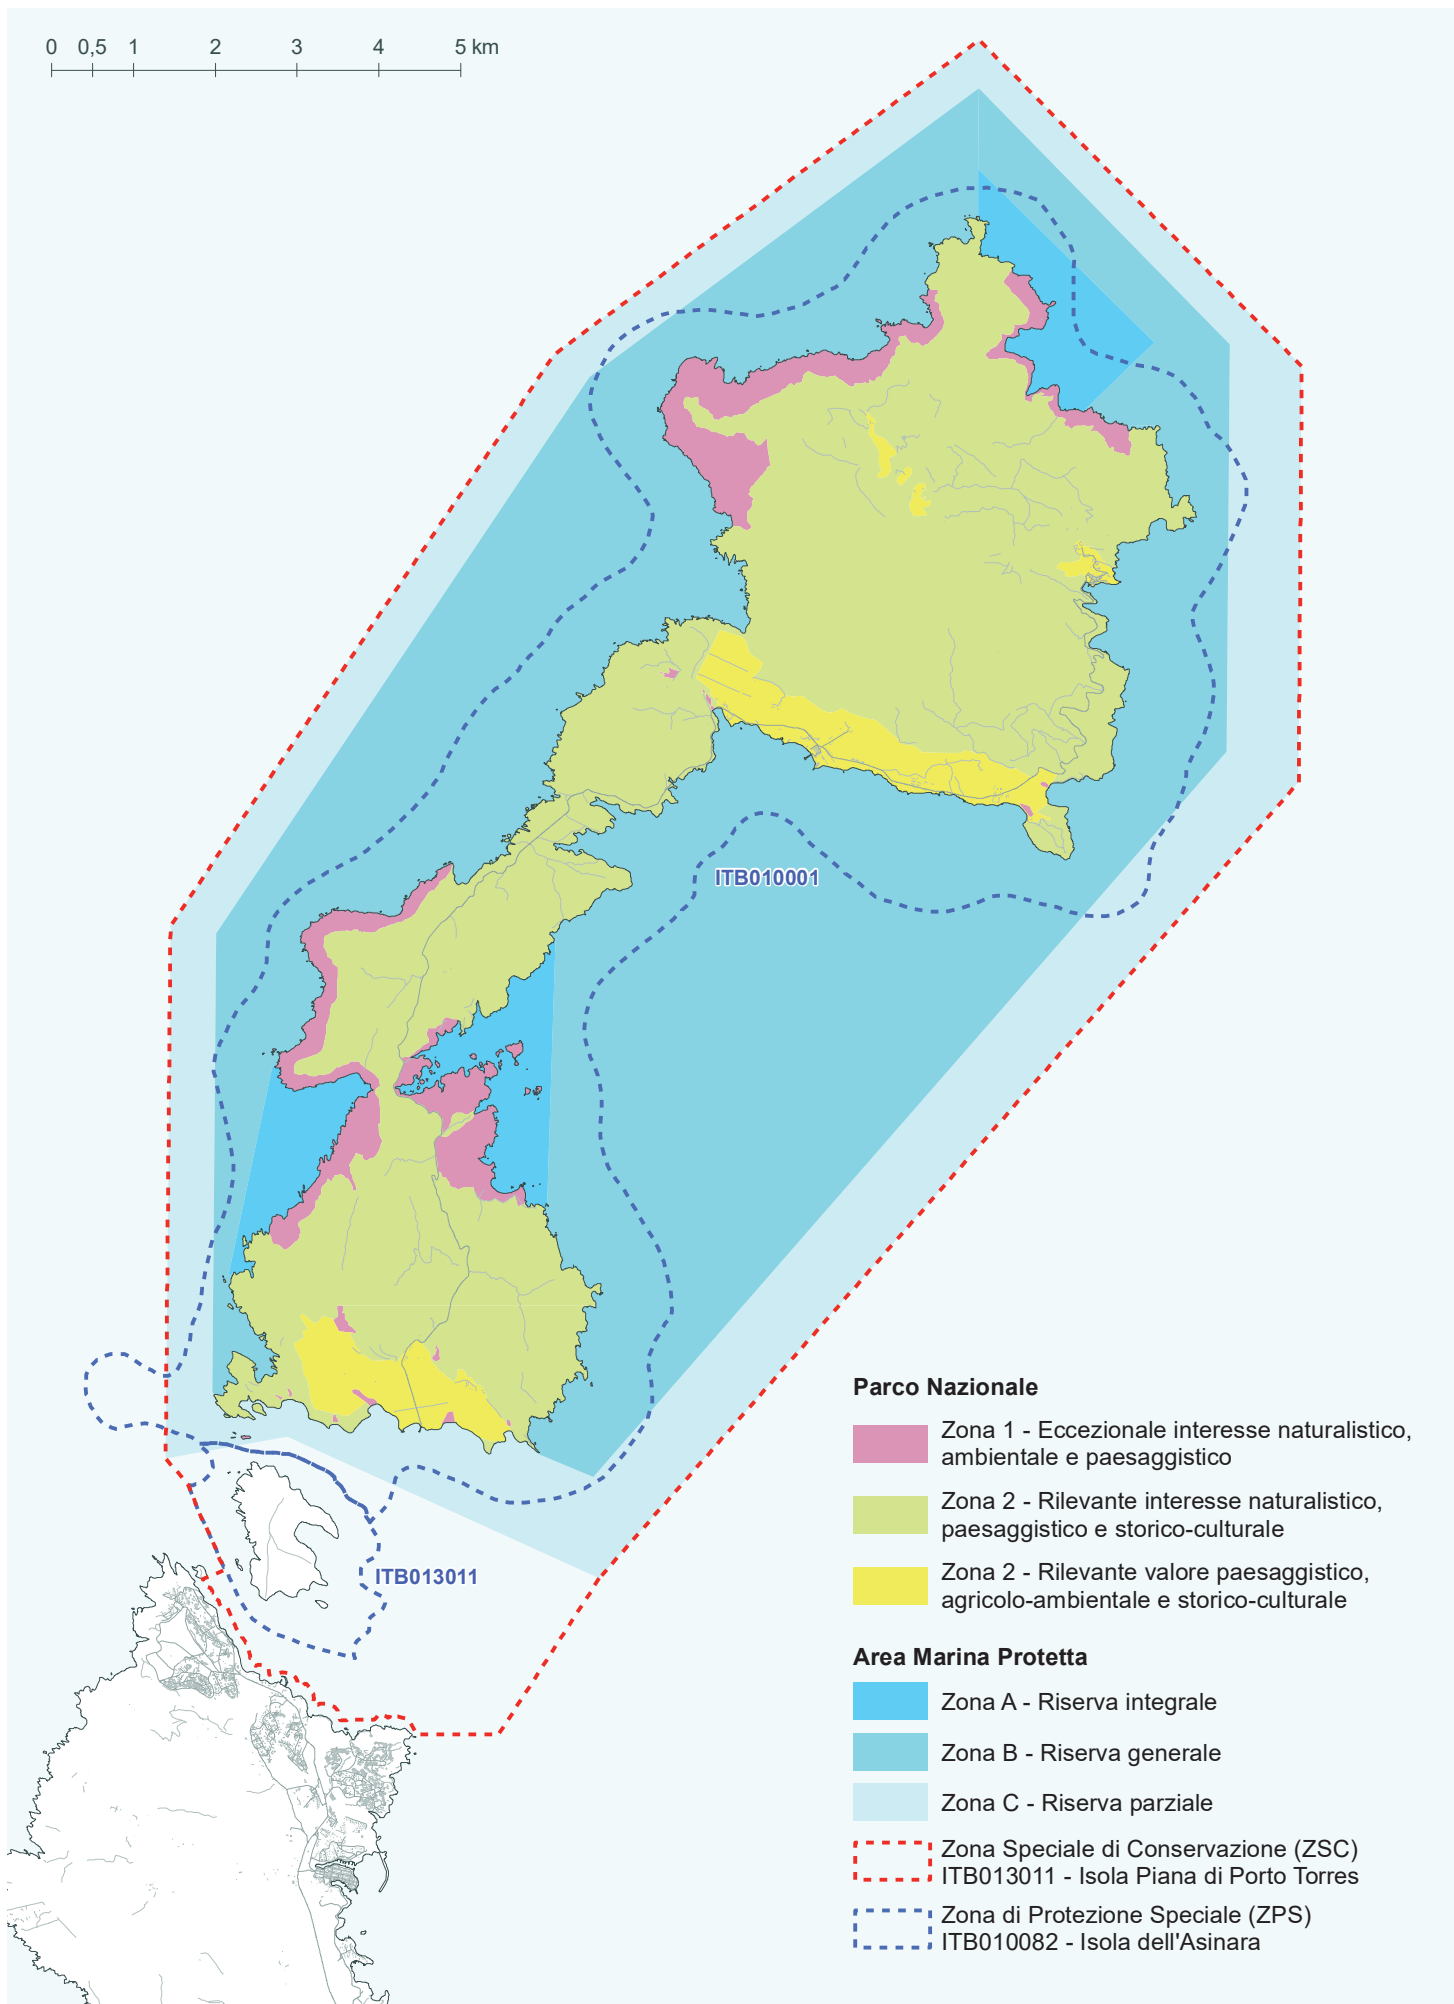 0 0,5 1 2 3 4 5 km
ITB010001
ITB013011
Parco Nazionale
Zona 1 - Eccezionale interesse naturalistico,
ambientale e paesaggistico
Zona 2 - Rilevante interesse naturalistico,
paesaggistico e storico-culturale
Zona 2 - Rilevante valore paesaggistico,
agricolo-ambientale e storico-culturale
Area Marina Protetta
Zona A - Riserva integrale
Zona B - Riserva generale
Zona C - Riserva parziale
Zona Speciale di Conservazione (ZSC)
ITB013011 - Isola Piana di Porto Torres
Zona di Protezione Speciale (ZPS)
ITB010082 - Isola dell'Asinara